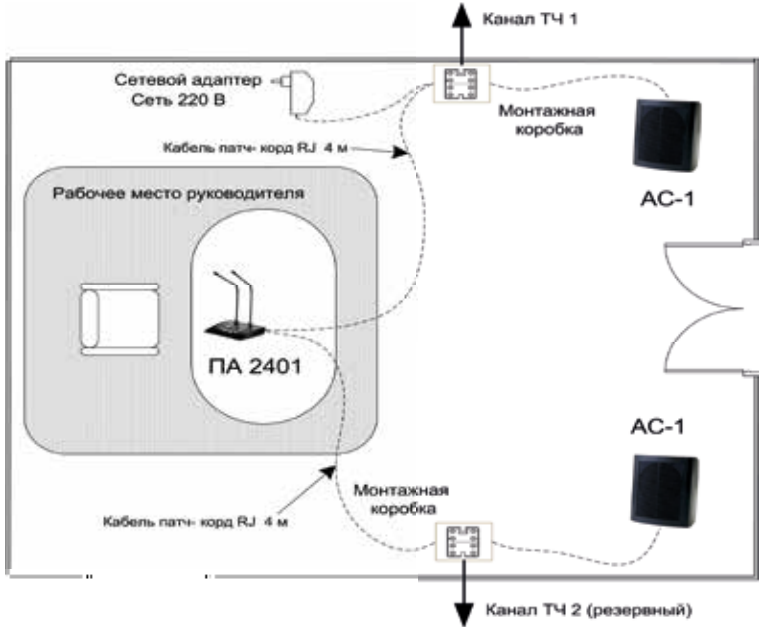 Канал ТЧ 1
Сетевой адаптер
Сеть 220 В
Монтажная
коробка
Кабель патч- корд RJ 4 м
Рабочее место руководителя
АС-1
ПА 2401
АС-1
Монтажная
коробка
Кабель патч- корд RJ 4 м
Канал ТЧ 2 (резервный)